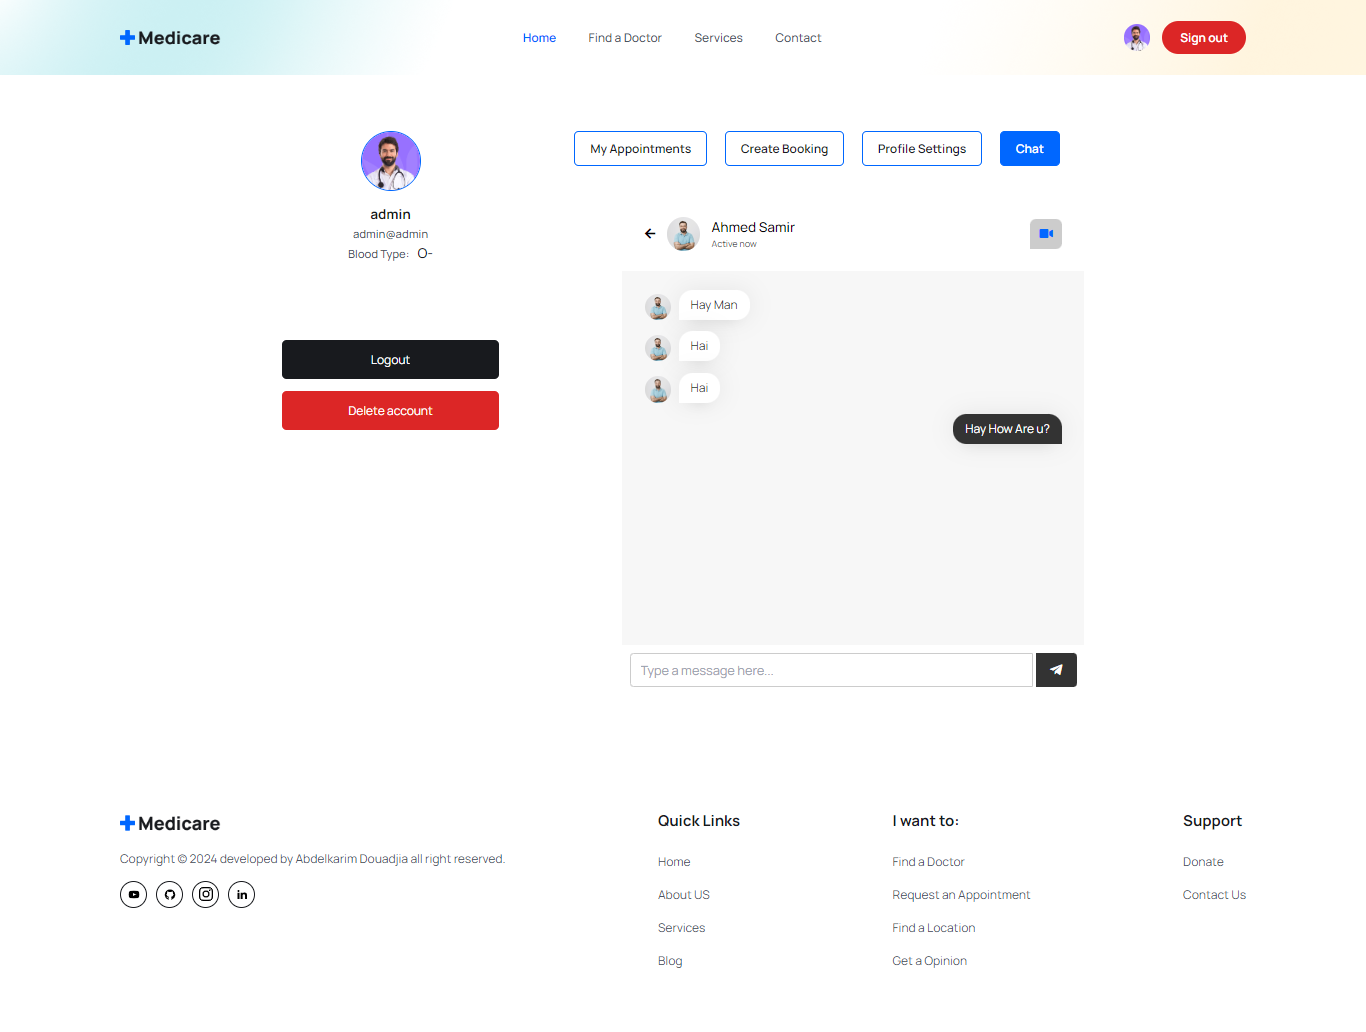 Medicare
Home Find a Doctor Services Contact
Sign out
admin
admin@admin
Blood Type: O-
Logout
Delete account
My Appointments Create Booking Profile Settings Chat
Ahmed Samir
Active now
Hay Man
Hai
Hai
Hay How Are u?
Type a message here...
Medicare
Copyright © 2024 developed by Abdelkarim Douadjia all right reserved.
in
Quick Links
Home
About US
Services
Blog
I want to:
Find a Doctor
Request an Appointment
Find a Location
Get a Opinion
Support
Donate
Contact Us